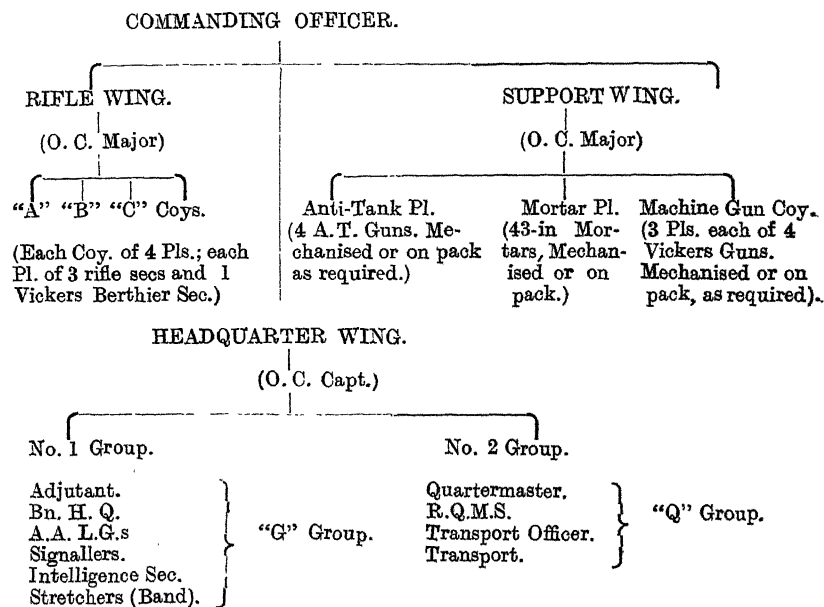 COMMANDING OFFICER.
RIFLE WING.
(O. C. Major)
"A" "B" "C" Coys.
(Each Coy. of 4 Pls.; each
Pl. of 3 rifle secs and 1
Vickers Berthier Sec.)
SUPPORT WING.
(O. C. Major)
Anti-Tank Pl.
(4 A.T. Guns. Me-
chanised or on pack
as required.)
Mortar Pl.
(43-in Mor-
tars, Mechan-
ised or on
pack.)
Machine Gun Coy.
(3 Pls. each of 4
Vickers Guns.
Mechanised or on
pack, as required).
HEADQUARTER WING.
(O. C. Capt.)
No. 1 Group.
Adjutant.
Bn. H. Q.
A.A. L.G.s
Signallers.
Intelligence Sec.
Stretchers (Band).
"G" Group.
No. 2 Group.
Quartermaster.
R.Q.M.S.
Transport Officer.
Transport.
"Q" Group.